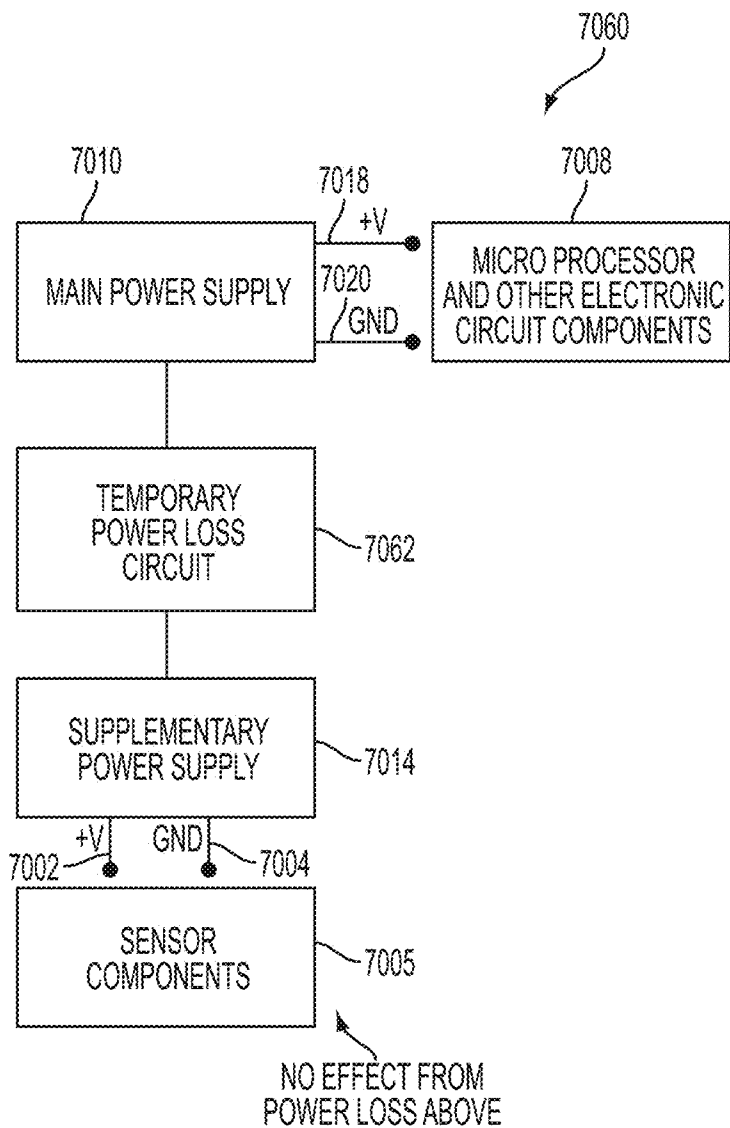 7060
7010
7018
+V
7008
MAIN POWER SUPPLY
7020
GND
MICRO PROCESSOR
AND OTHER ELECTRONIC
CIRCUIT COMPONENTS
TEMPORARY
POWER LOSS
CIRCUIT
7062
SUPPLEMENTARY
POWER SUPPLY
7014
+V
GND
7002
7004
SENSOR
COMPONENTS
7005
NO EFFECT FROM
POWER LOSS ABOVE